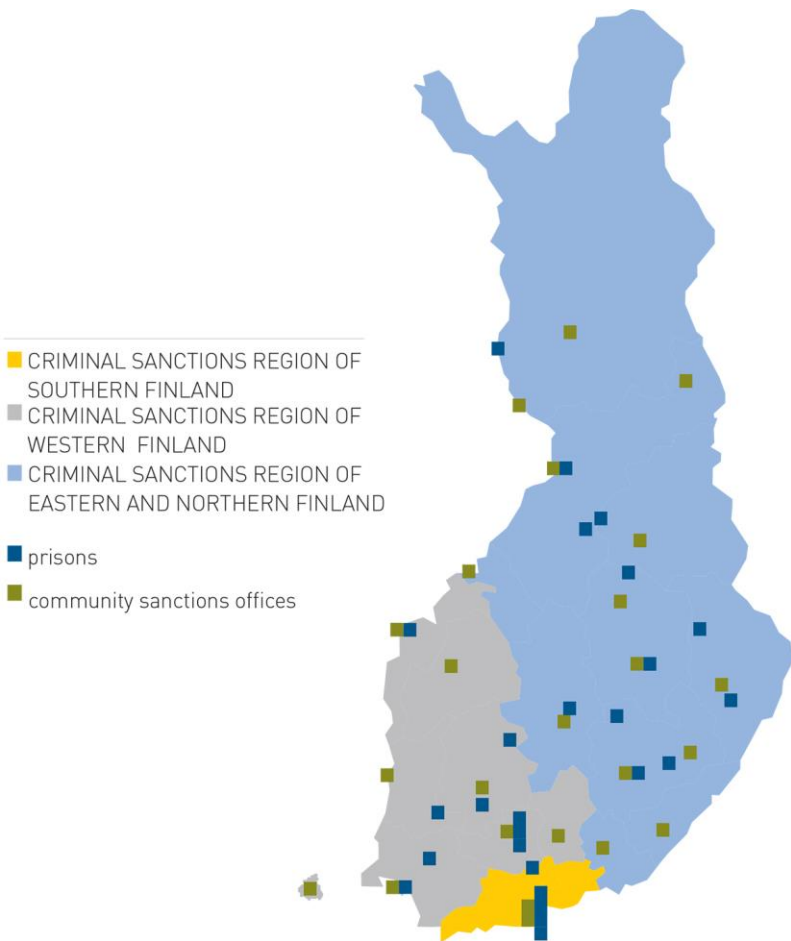 CRIMINAL SANCTIONS REGION OF
SOUTHERN FINLAND
CRIMINAL SANCTIONS REGION OF
WESTERN FINLAND
CRIMINAL SANCTIONS REGION OF
EASTERN AND NORTHERN FINLAND
prisons
community sanctions offices